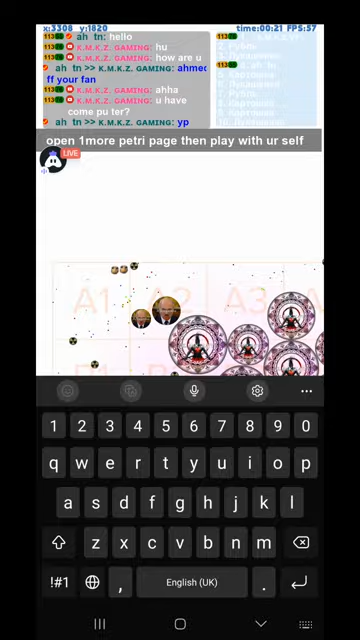 x:3308 y:1820
time:00:21 FPS:57
ah tn: hello
K.M.K.Z. GAMING: hu
K.M.K.Z. GAMING: how are u
ah tn >> K.M.K.Z. GAMING: ahmed
ff your fan
K.M.K.Z. GAMING: ahha
K.M.K.Z. GAMING: u have
come pu ter?
ah tn >> K.M.K.Z. GAMING: yp
2. Рубль
open 1more petri page then play with ur self
LIVE
A1 A2 A3
1 2 3 4 5 6 7 8 9 0
q w e r t y u i o p
a s d f g h j k l
z x c v b n m
!#1 , English (UK) .